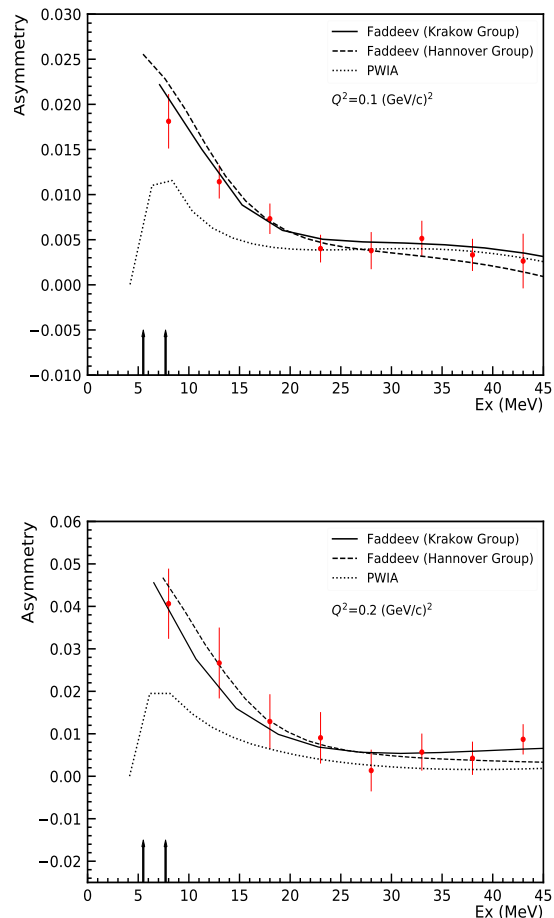 Asymmetry
0.030
0.025
0.020
0.015
0.010
0.005
0.000
−0.005
−0.010
Faddeev (Krakow Group)
Faddeev (Hannover Group)
PWIA
Q²=0.1 (GeV/c)²
0 5 10 15 20 25 30 35 40 45
Ex (MeV)
Asymmetry
0.06
0.05
0.04
0.03
0.02
0.01
0.00
−0.01
−0.02
Faddeev (Krakow Group)
Faddeev (Hannover Group)
PWIA
Q²=0.2 (GeV/c)²
0 5 10 15 20 25 30 35 40 45
Ex (MeV)